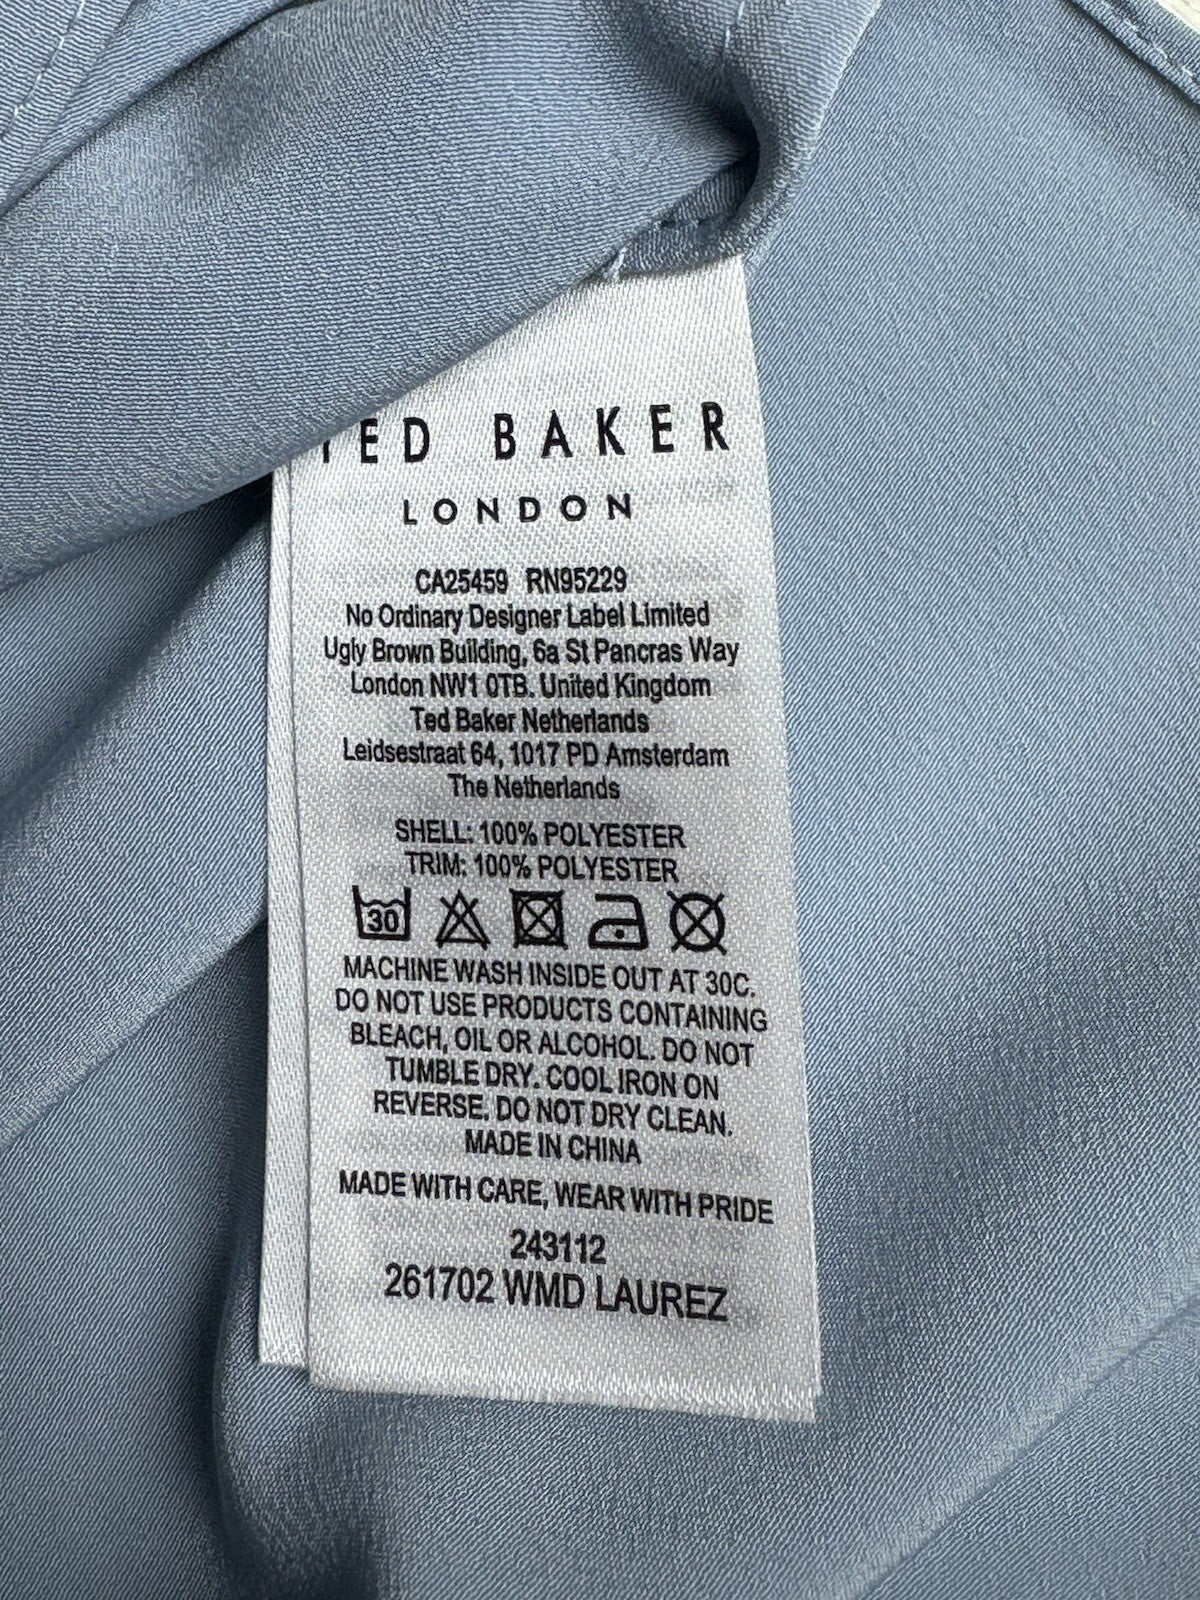 TED BAKER
LONDON
CA25459 RN95229
No Ordinary Designer Label Limited
Ugly Brown Building, 6a St Pancras Way
London NW1 0TB. United Kingdom
Ted Baker Netherlands
Leidsestraat 64, 1017 PD Amsterdam
The Netherlands
SHELL: 100% POLYESTER
TRIM: 100% POLYESTER
30
MACHINE WASH INSIDE OUT AT 30C.
DO NOT USE PRODUCTS CONTAINING
BLEACH, OIL OR ALCOHOL. DO NOT
TUMBLE DRY. COOL IRON ON
REVERSE. DO NOT DRY CLEAN.
MADE IN CHINA
MADE WITH CARE, WEAR WITH PRIDE
243112
261702 WMD LAUREZ